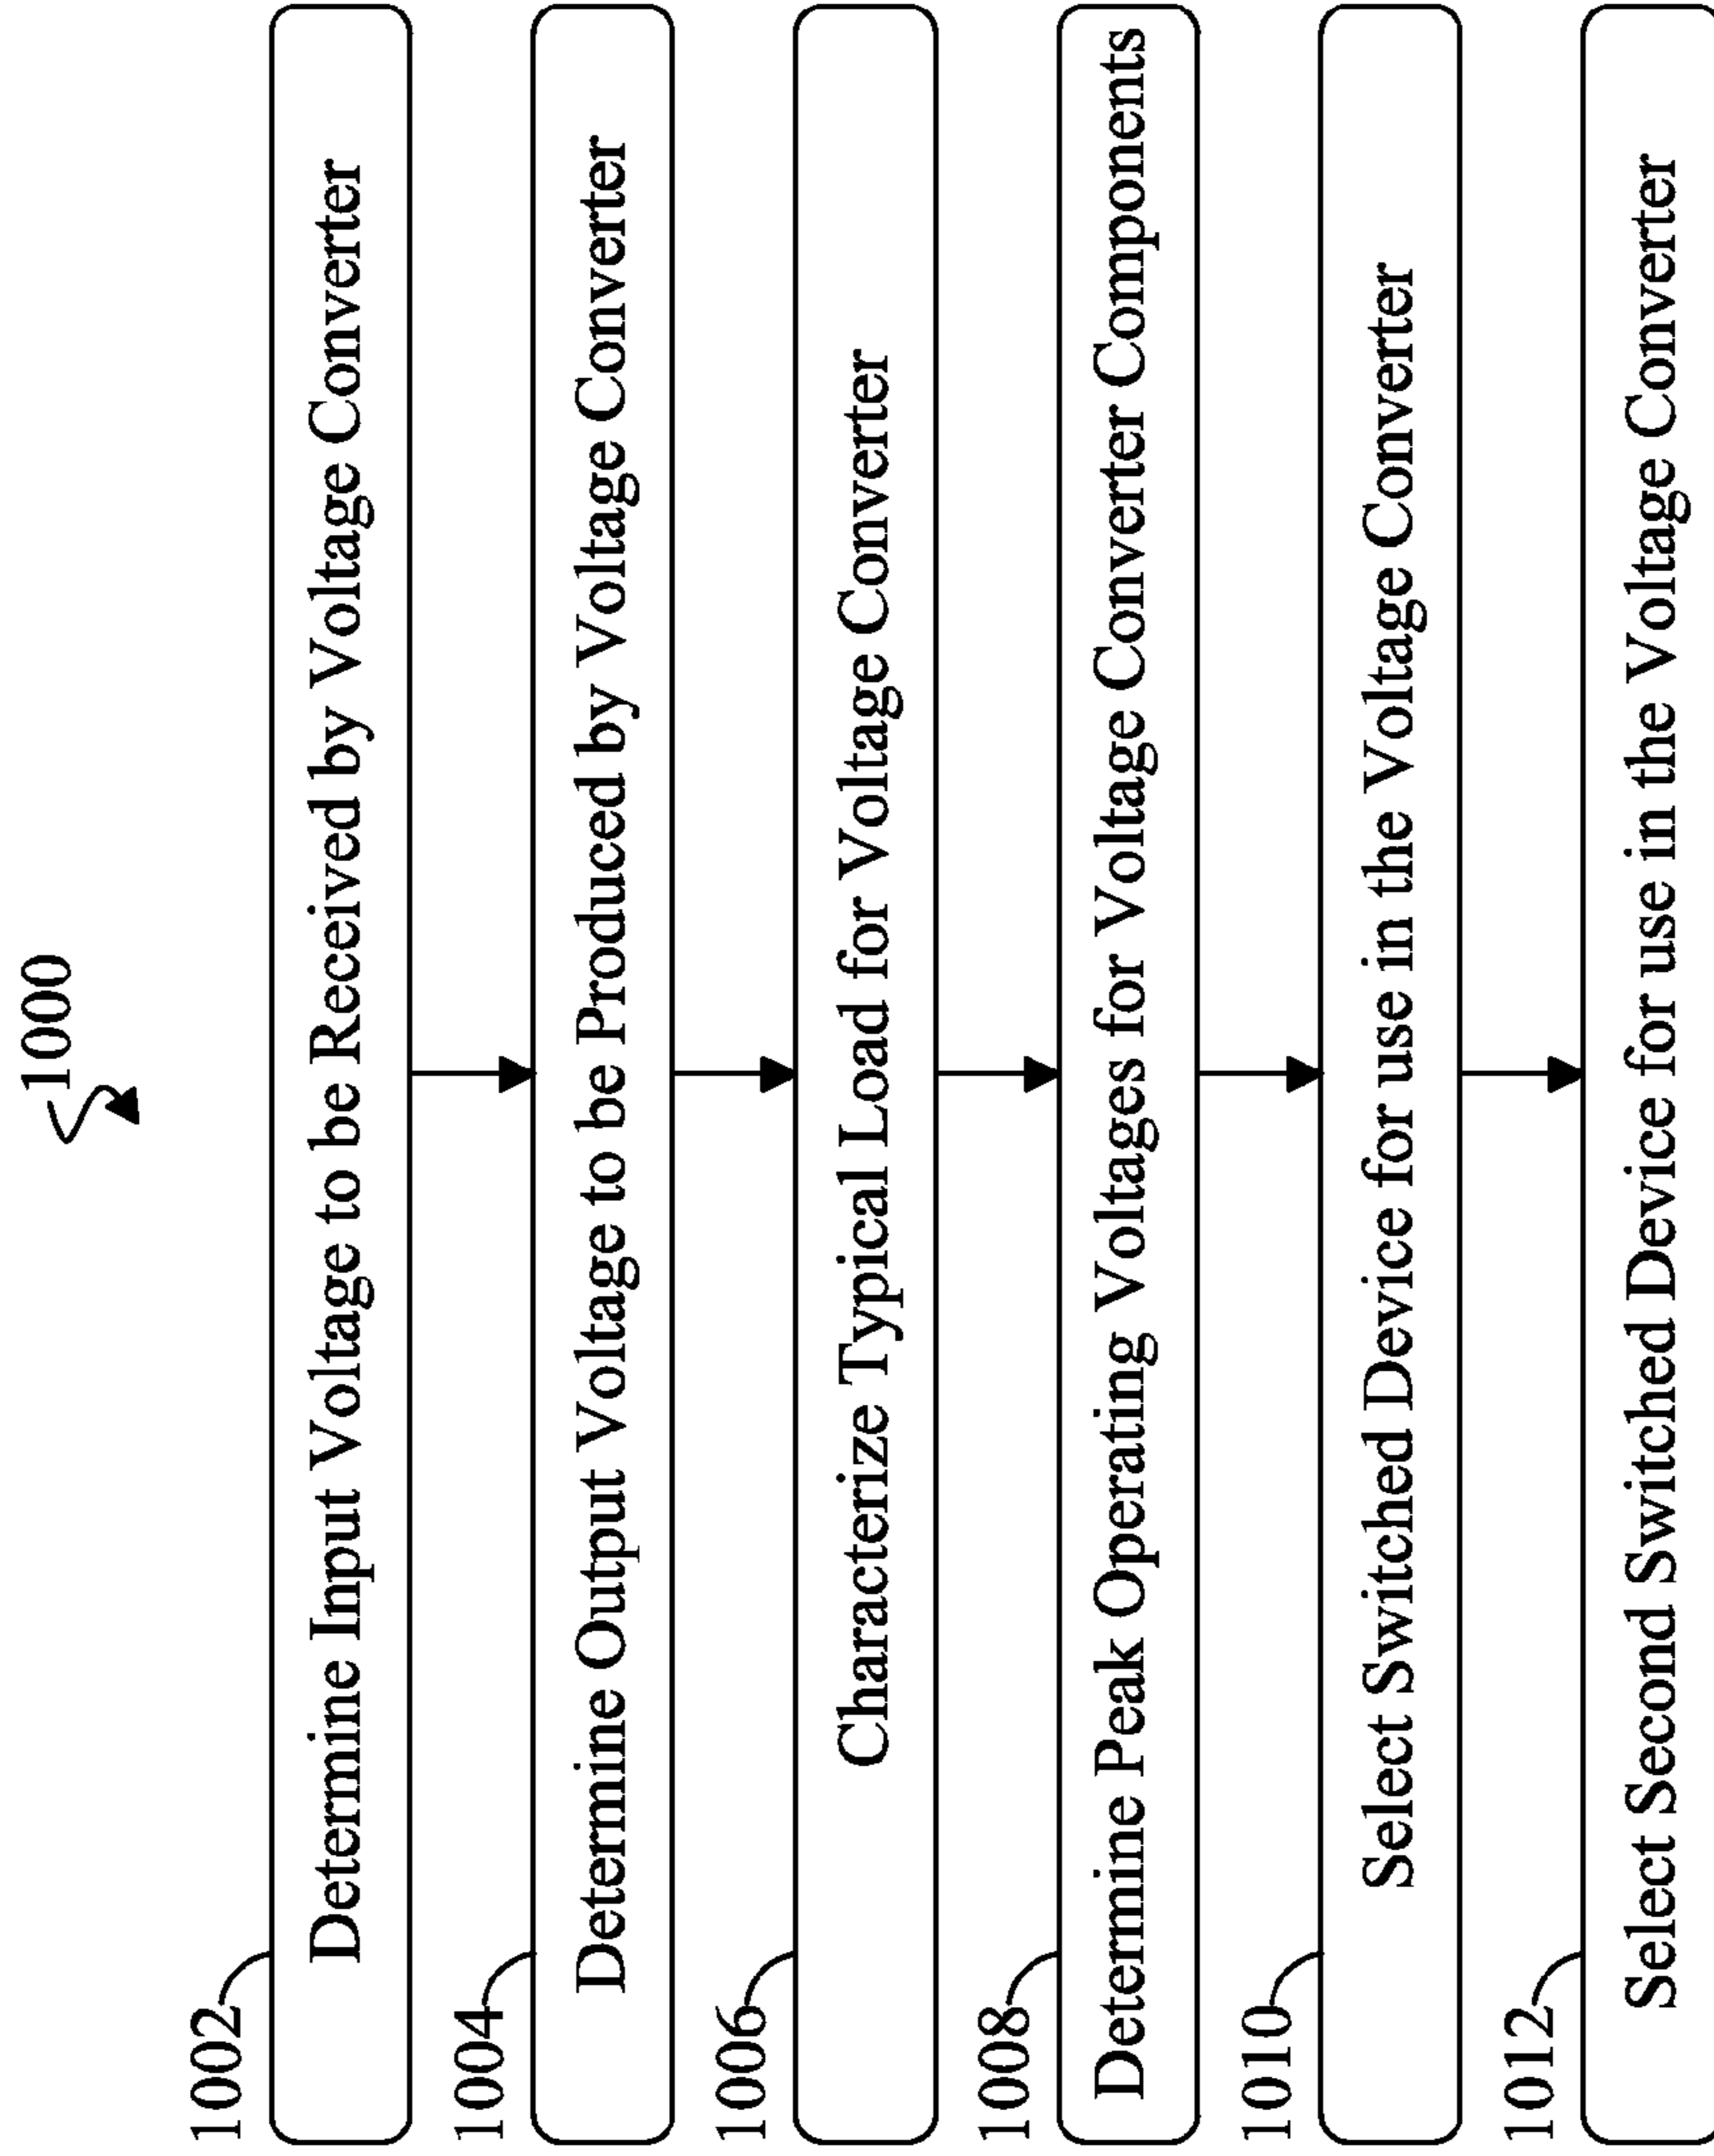 1000
1002
Determine Input Voltage to be Received by Voltage Converter
1004
Determine Output Voltage to be Produced by Voltage Converter
1006
Characterize Typical Load for Voltage Converter
1008
Determine Peak Operating Voltages for Voltage Converter Components
1010
Select Switched Device for use in the Voltage Converter
1012
Select Second Switched Device for use in the Voltage Converter